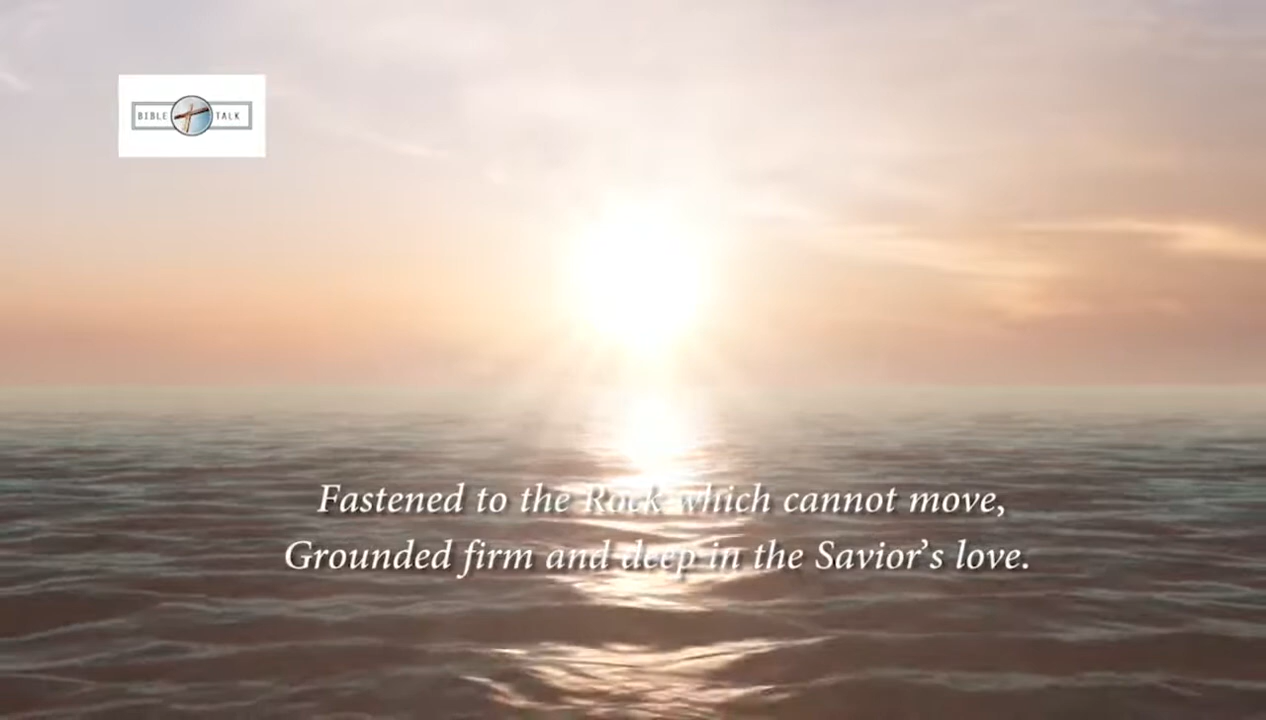 BIBLE TALK
Fastened to the Rock which cannot move,
Grounded firm and deep in the Savior’s love.